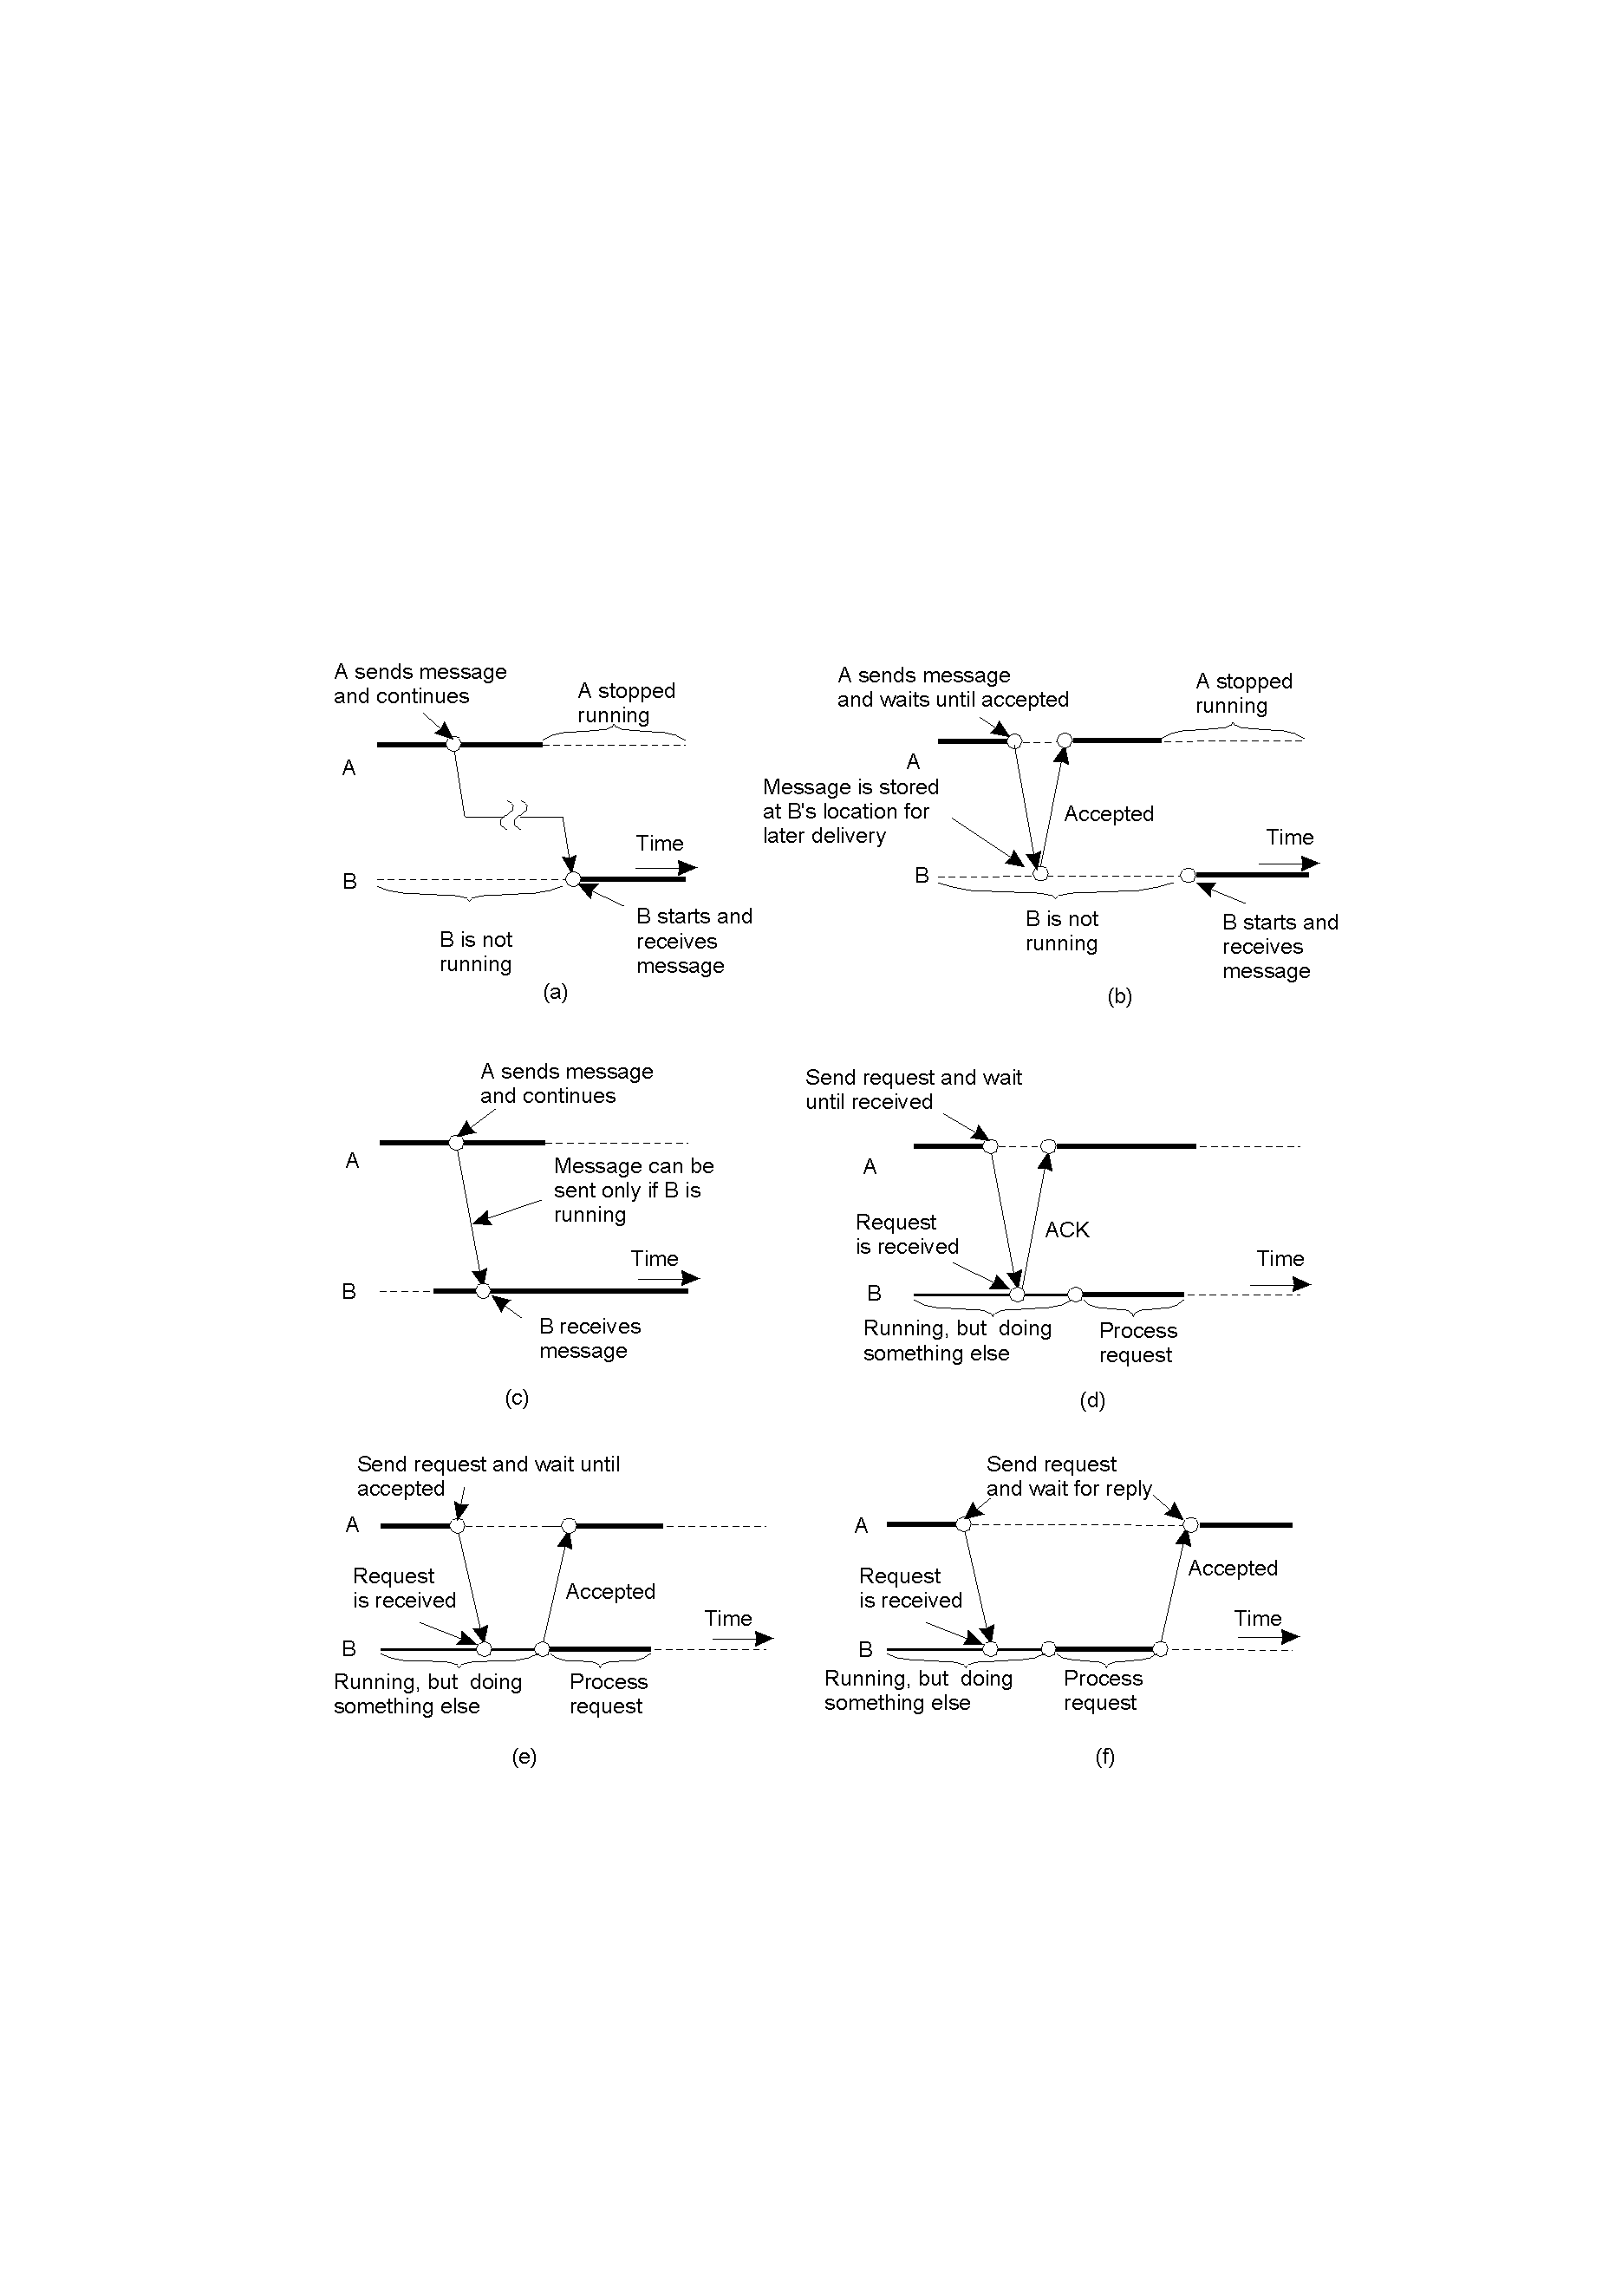 A sends message
and continues
A stopped
running
A
Time
B
B is not
running
B starts and
receives
message
(a)
A sends message
and waits until accepted
A stopped
running
A
Message is stored
at B's location for
later delivery
Accepted
Time
B
B is not
running
B starts and
receives
message
(b)
A sends message
and continues
A
Message can be
sent only if B is
running
Time
B
B receives
message
(c)
Send request and wait
until received
A
Request
is received
ACK
Time
B
Running, but doing
something else
Process
request
(d)
Send request and wait until
accepted
A
Request
is received
Accepted
Time
B
Running, but doing
something else
Process
request
(e)
Send request
and wait for reply
A
Request
is received
Accepted
Time
B
Running, but doing
something else
Process
request
(f)